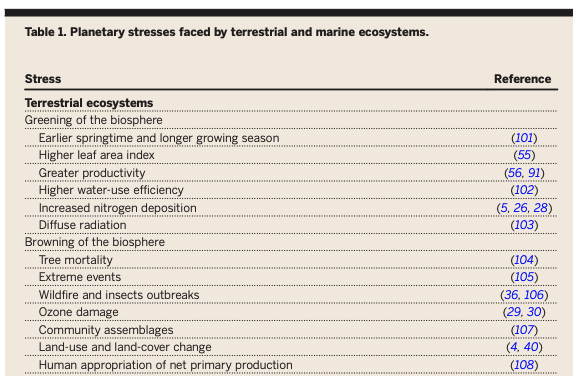 Table 1. Planetary stresses faced by terrestrial and marine ecosystems.
Stress Reference
Terrestrial ecosystems
Greening of the biosphere
Earlier springtime and longer growing season (101)
Higher leaf area index (55)
Greater productivity (56, 91)
Higher water-use efficiency (102)
Increased nitrogen deposition (5, 26, 28)
Diffuse radiation (103)
Browning of the biosphere
Tree mortality (104)
Extreme events (105)
Wildfire and insects outbreaks (36, 106)
Ozone damage (29, 30)
Community assemblages (107)
Land-use and land-cover change (4, 40)
Human appropriation of net primary production (108)